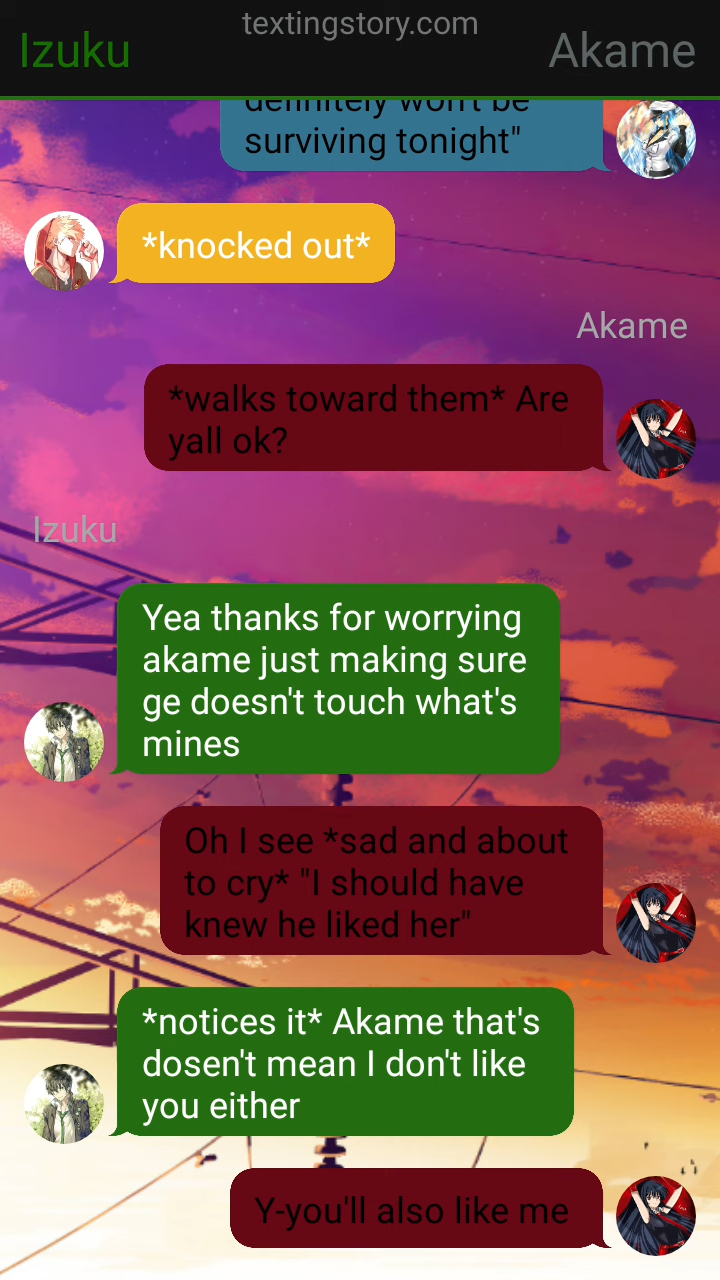 textingstory.com
Izuku
Akame
definitely won't be
surviving tonight"
*knocked out*
Akame
*walks toward them* Are
yall ok?
Izuku
Yea thanks for worrying
akame just making sure
ge doesn't touch what's
mines
Oh I see *sad and about
to cry* "I should have
knew he liked her"
*notices it* Akame that's
dosen't mean I don't like
you either
Y-you'll also like me